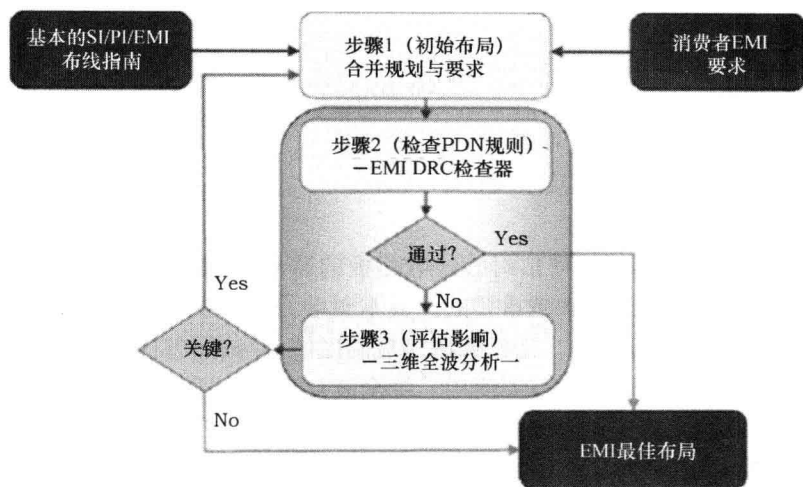 基本的SI/PI/EMI
布线指南
步骤1（初始布局）
合并规划与要求
消费者EMI
要求
步骤2（检查PDN规则）
－EMI DRC检查器
通过?
Yes
No
Yes
关键?
步骤3（评估影响）
－三维全波分析一
No
EMI最佳布局